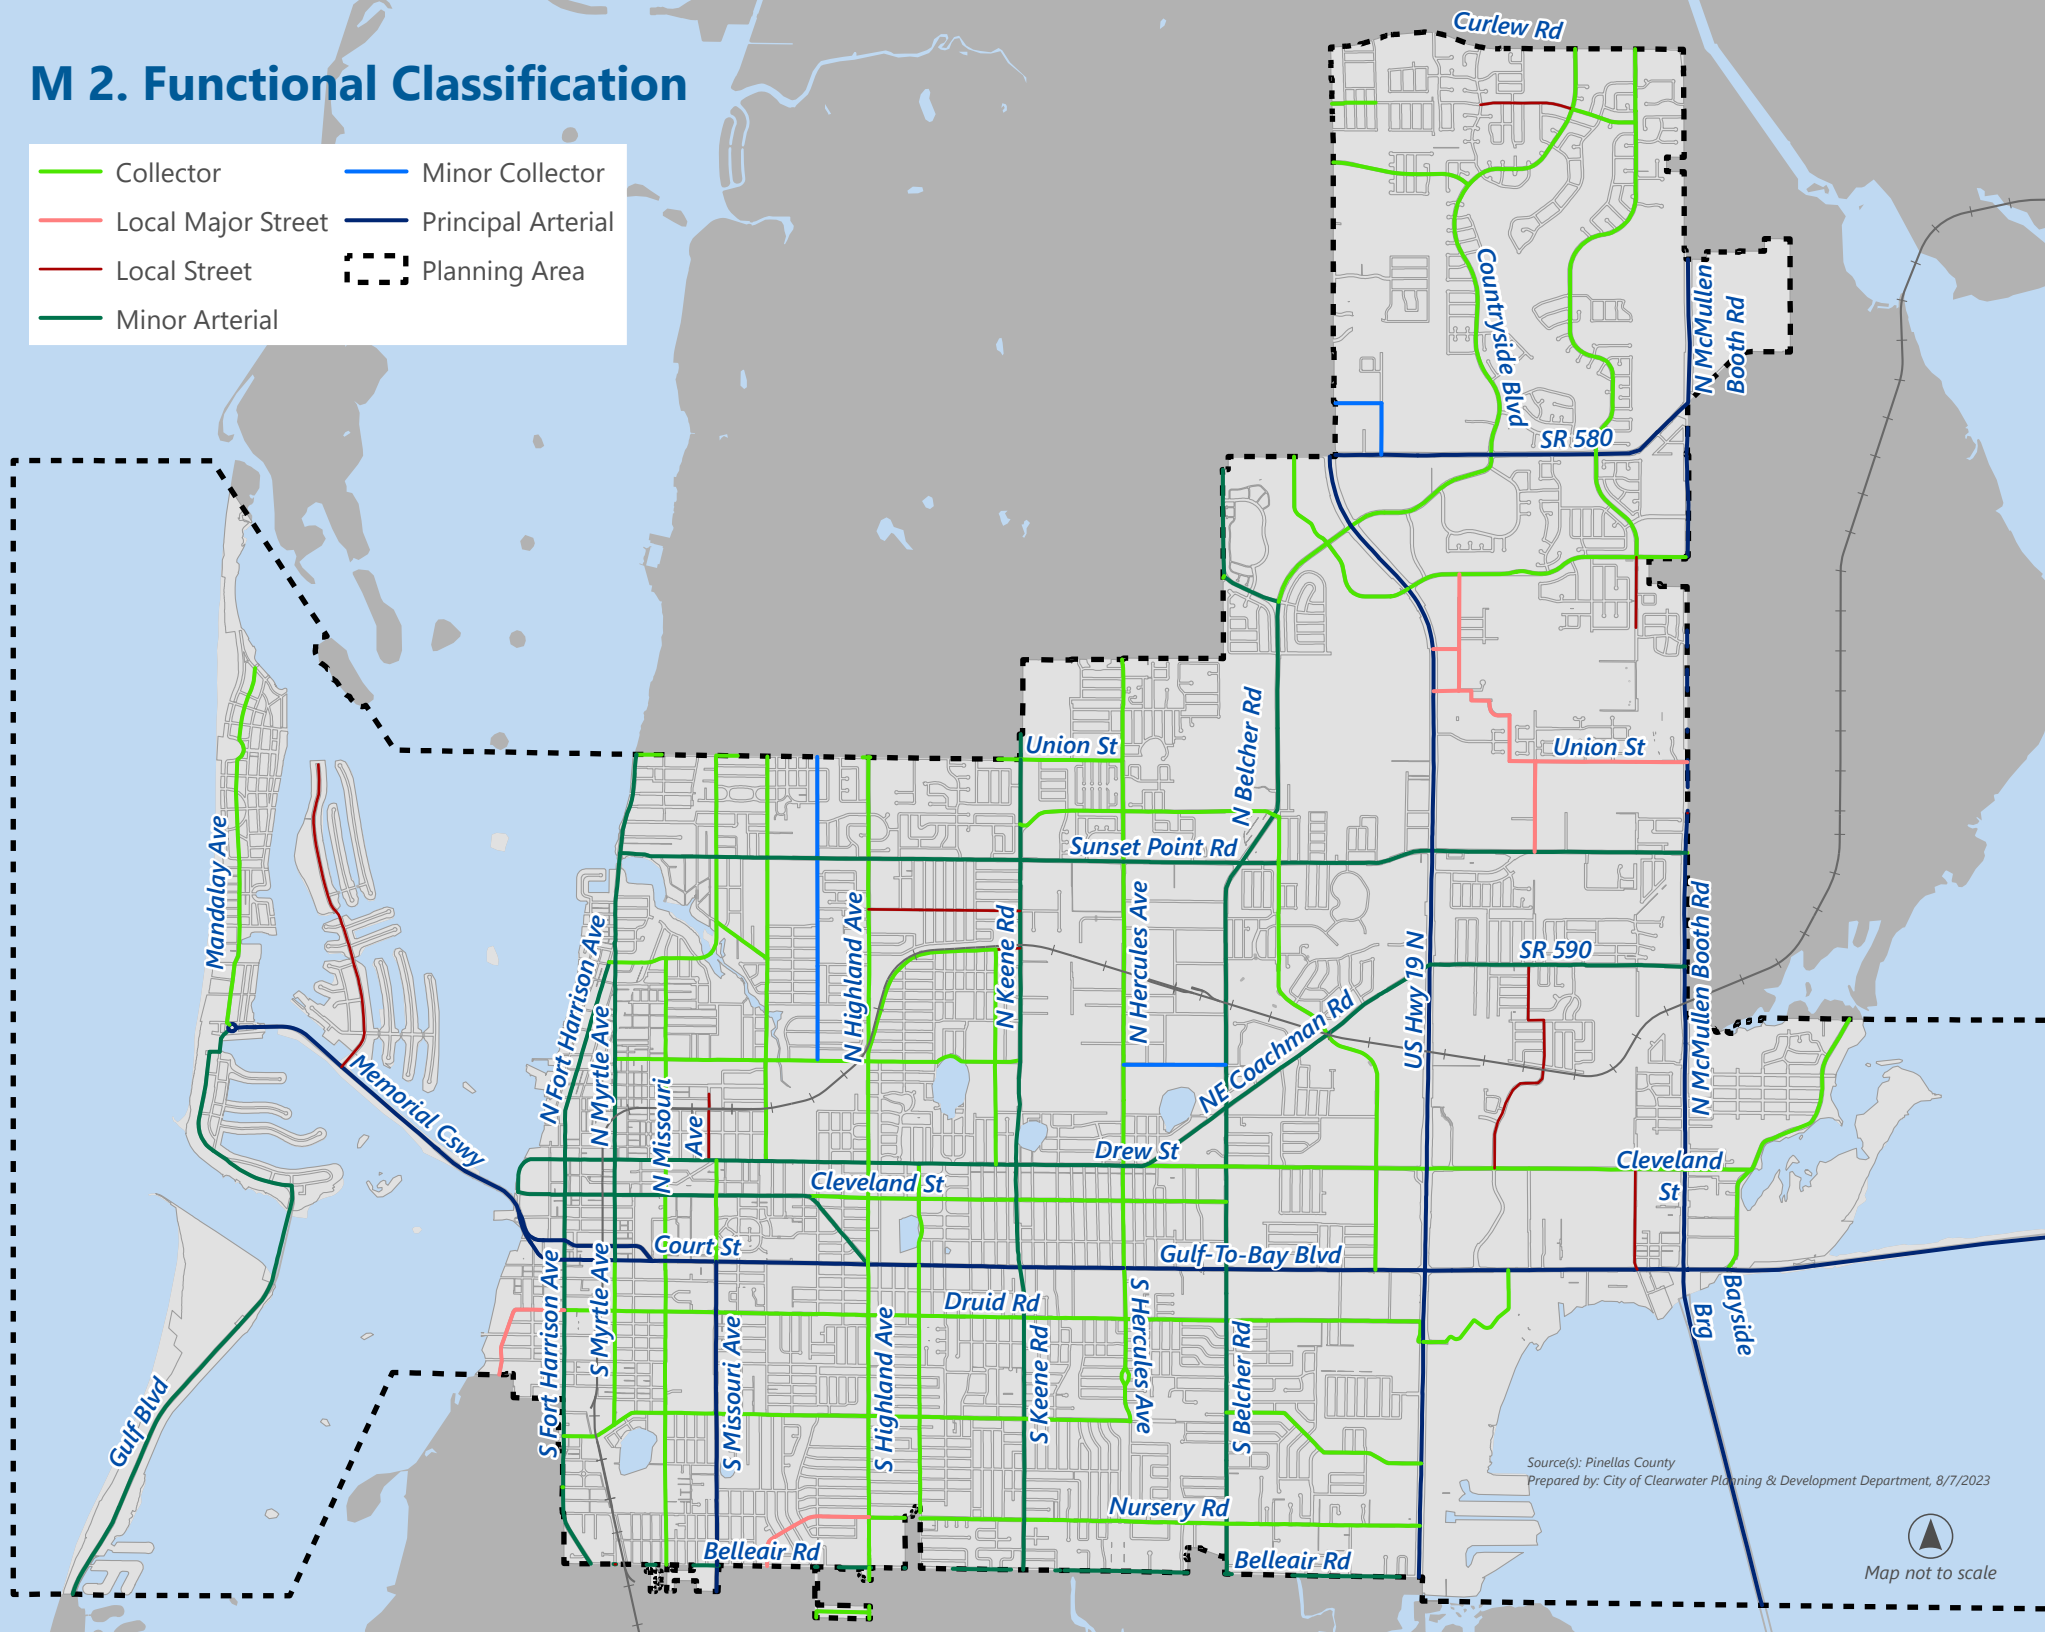 M 2. Functional Classification
Collector
Local Major Street
Local Street
Minor Arterial
Minor Collector
Principal Arterial
Planning Area
Curlew Rd
Countryside Blvd
N McMullen
Booth Rd
SR 580
N Belcher Rd
Union St
Union St
Sunset Point Rd
Mandalay Ave
N Fort Harrison Ave
N Myrtle Ave
N Missouri
Ave
N Highland Ave
N Keene Rd
N Hercules Ave
NE Coachman Rd
US Hwy 19 N
SR 590
N McMullen Booth Rd
Memorial Cswy
Drew St
Cleveland St
Cleveland
St
Court St
Gulf-To-Bay Blvd
Druid Rd
S Fort Harrison Ave
S Myrtle Ave
S Missouri Ave
S Highland Ave
S Keene Rd
S Hercules Ave
S Belcher Rd
Bayside
Brg
Gulf Blvd
Nursery Rd
Belleair Rd
Belleair Rd
Source(s): Pinellas County
Prepared by: City of Clearwater Planning & Development Department, 8/7/2023
Map not to scale